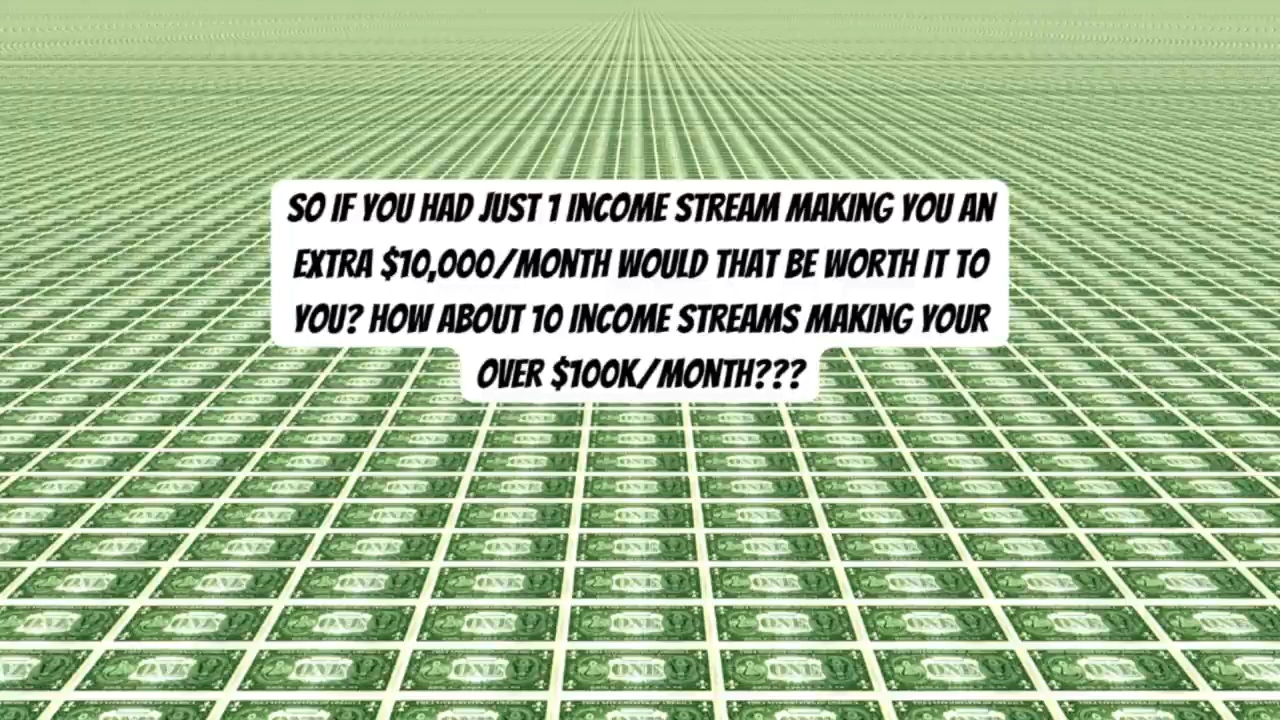 SO IF YOU HAD JUST 1 INCOME STREAM MAKING YOU AN
EXTRA $10,000/MONTH WOULD THAT BE WORTH IT TO
YOU? HOW ABOUT 10 INCOME STREAMS MAKING YOUR
OVER $100K/MONTH???